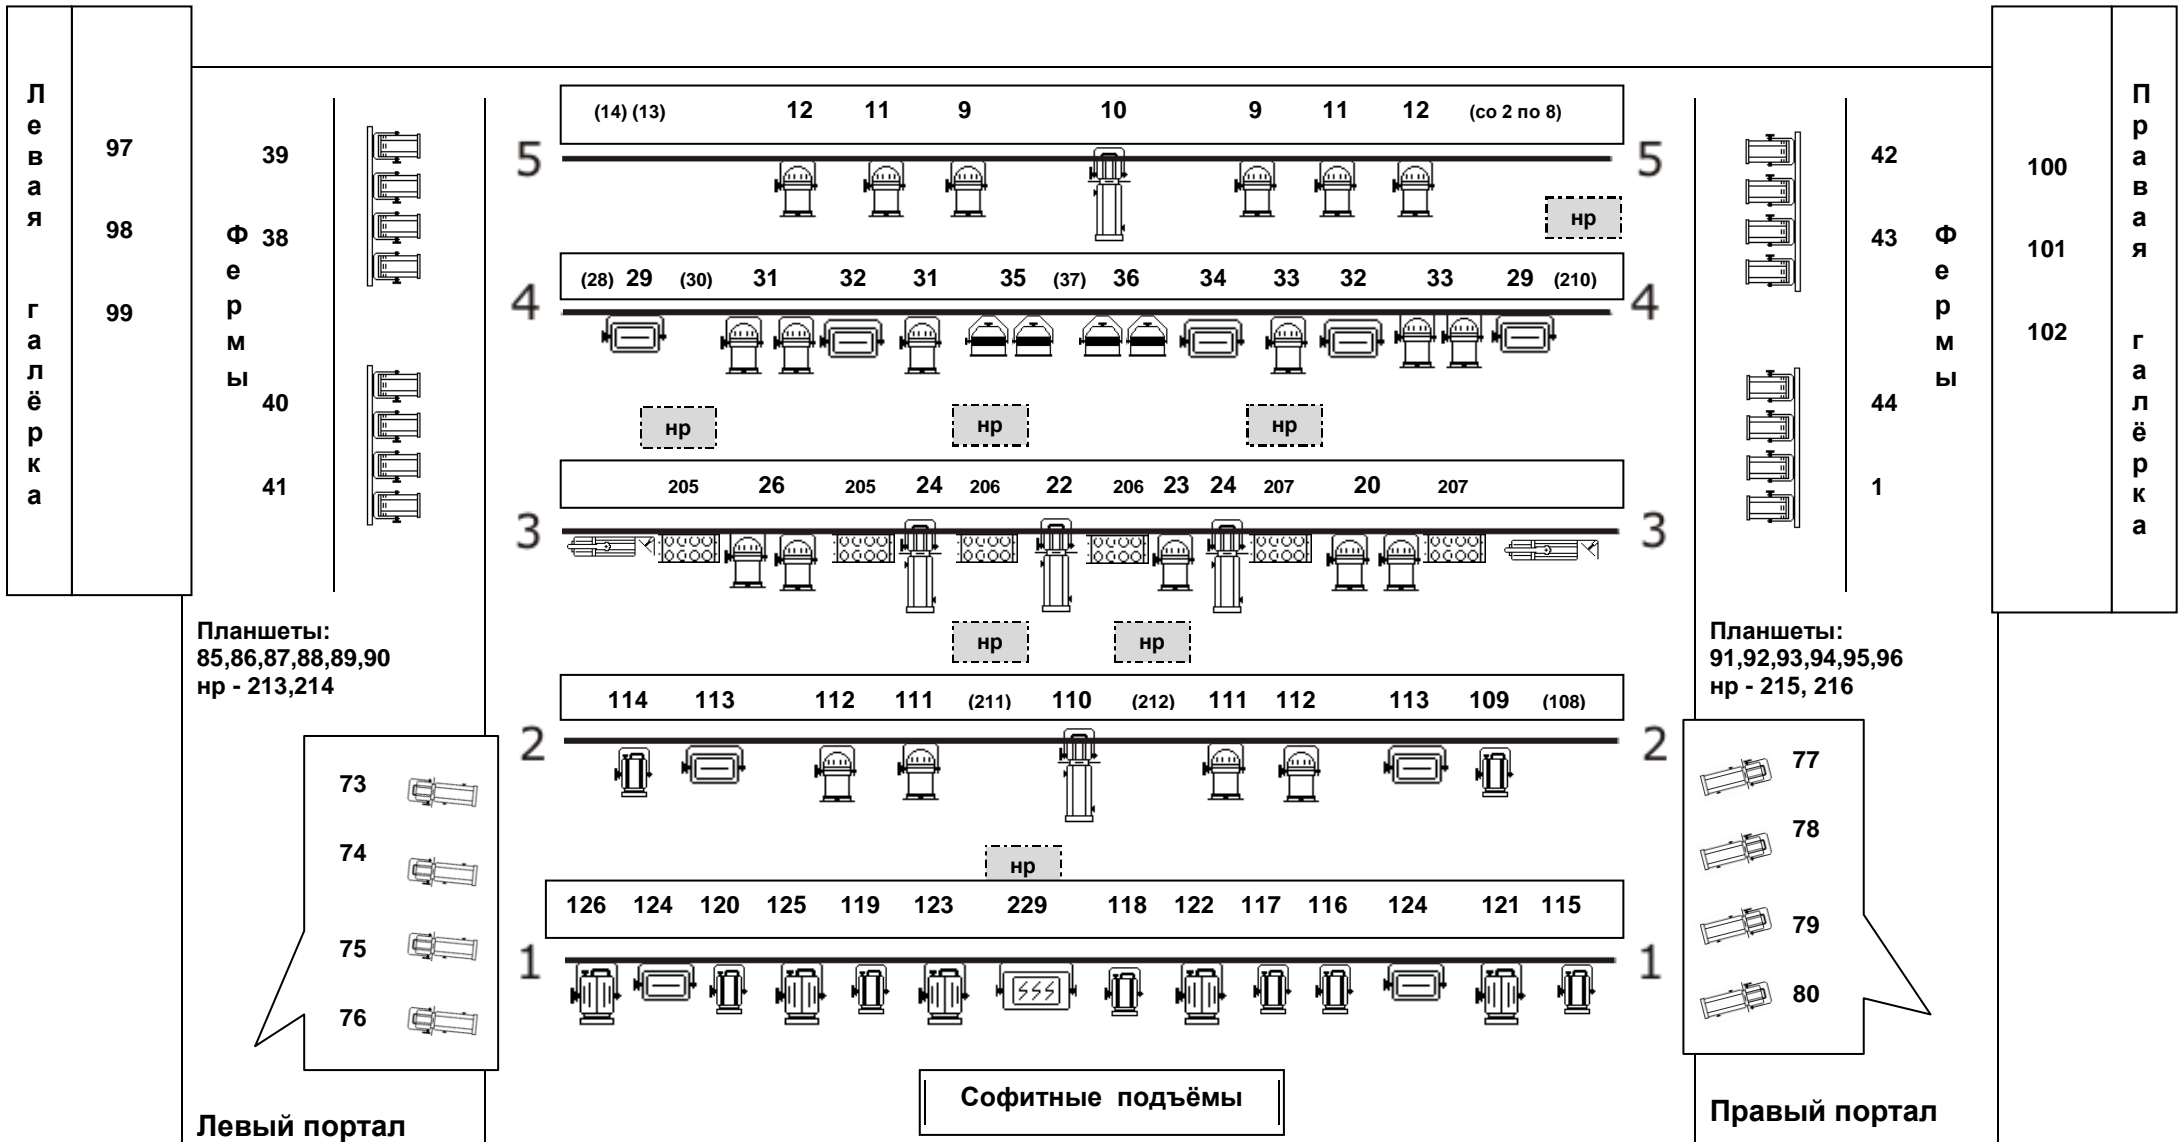 Левая галёрка
97
98
99
Фермы
39
38
40
41
(14) (13) 12 11 9 10 9 11 12 (со 2 по 8)
5 5
нр
(28) 29 (30) 31 32 31 35 (37) 36 34 33 32 33 29 (210)
4 4
нр нр нр
205 26 205 24 206 22 206 23 24 207 20 207
3 3
нр нр
114 113 112 111 (211) 110 (212) 111 112 113 109 (108)
2 2
нр
126 124 120 125 119 123 229 118 122 117 116 124 121 115
1 1
Софитные подъёмы
Планшеты:
85,86,87,88,89,90
нр - 213,214
73
74
75
76
Левый портал
42
43
44
1
Фермы
100
101
102
Правая галёрка
Планшеты:
91,92,93,94,95,96
нр - 215, 216
77
78
79
80
Правый портал